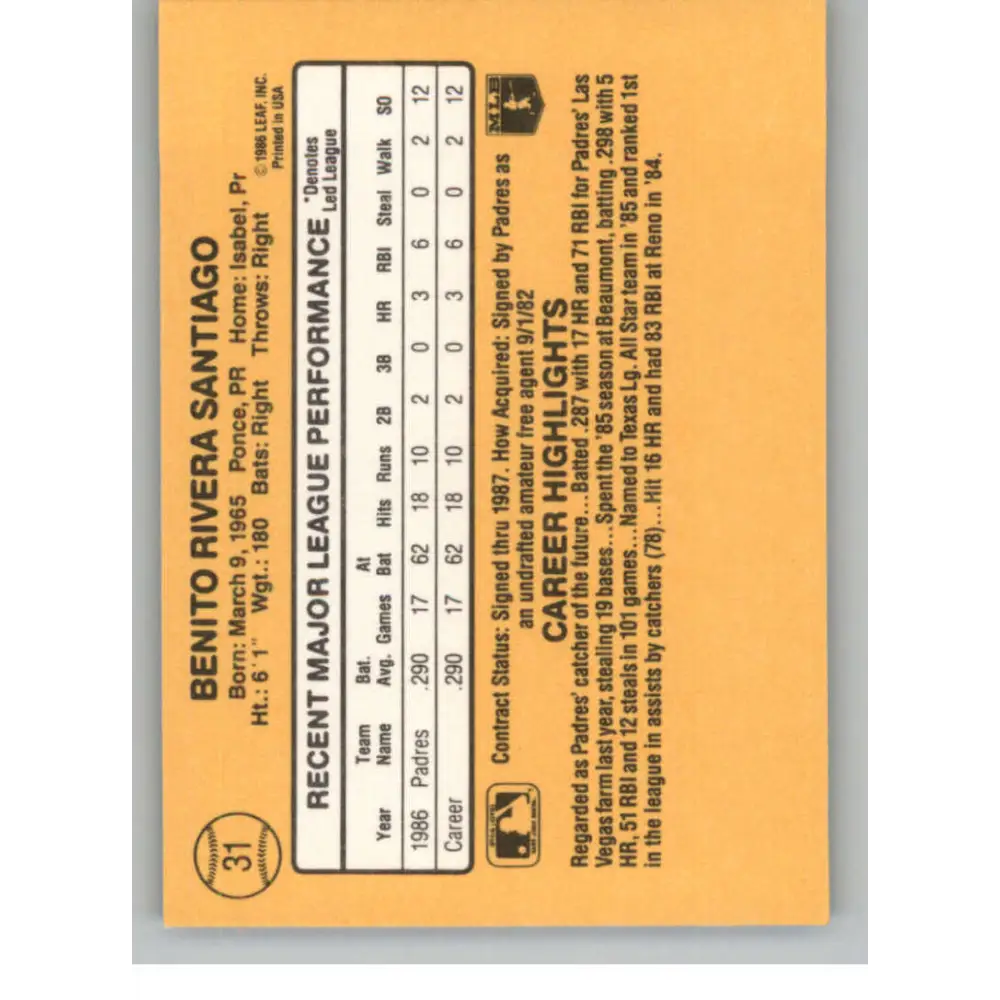 31
BENITO RIVERA SANTIAGO
Born: March 9, 1965 Ponce, PR Home: Isabel, Pr
Ht.: 6'1" Wgt.: 180 Bats: Right Throws: Right
© 1986 LEAF, INC.
Printed in USA
RECENT MAJOR LEAGUE PERFORMANCE
*Denotes
Led League
Year Team Name Bat. Avg. Games At Bat Hits Runs 2B 3B HR RBI Steal Walk SO
1986 Padres .290 17 62 18 10 2 0 3 6 0 2 12
Career .290 17 62 18 10 2 0 3 6 0 2 12
Contract Status: Signed thru 1987. How Acquired: Signed by Padres as
an undrafted amateur free agent 9/1/82
MLB
CAREER HIGHLIGHTS
Regarded as Padres' catcher of the future...Batted .287 with 17 HR and 71 RBI for Padres' Las
Vegas farm last year, stealing 19 bases...Spent the '85 season at Beaumont, batting .298 with 5
HR, 51 RBI and 12 steals in 101 games...Named to Texas Lg. All Star team in '85 and ranked 1st
in the league in assists by catchers (78)...Hit 16 HR and had 83 RBI at Reno in '84.